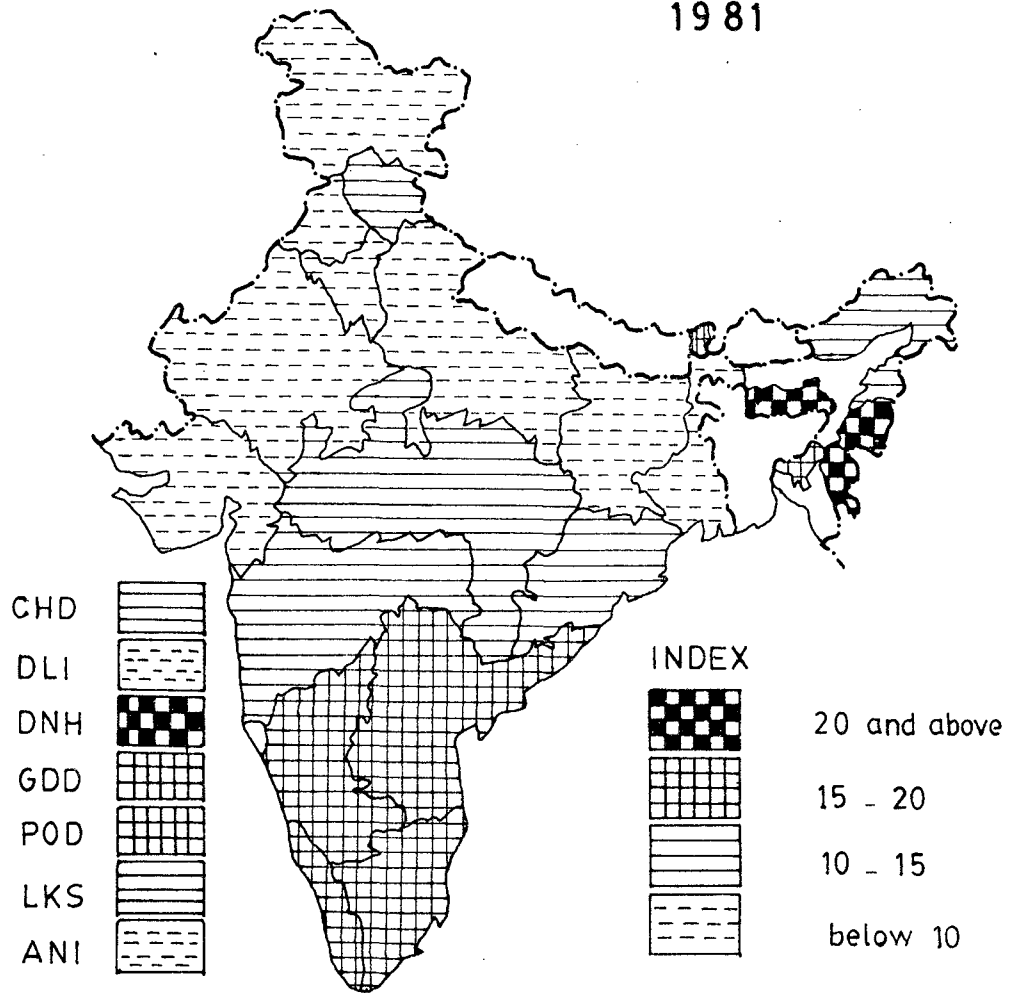 1981
CHD
DLI
DNH
GDD
POD
LKS
ANI
INDEX
20 and above
15 - 20
10 - 15
below 10